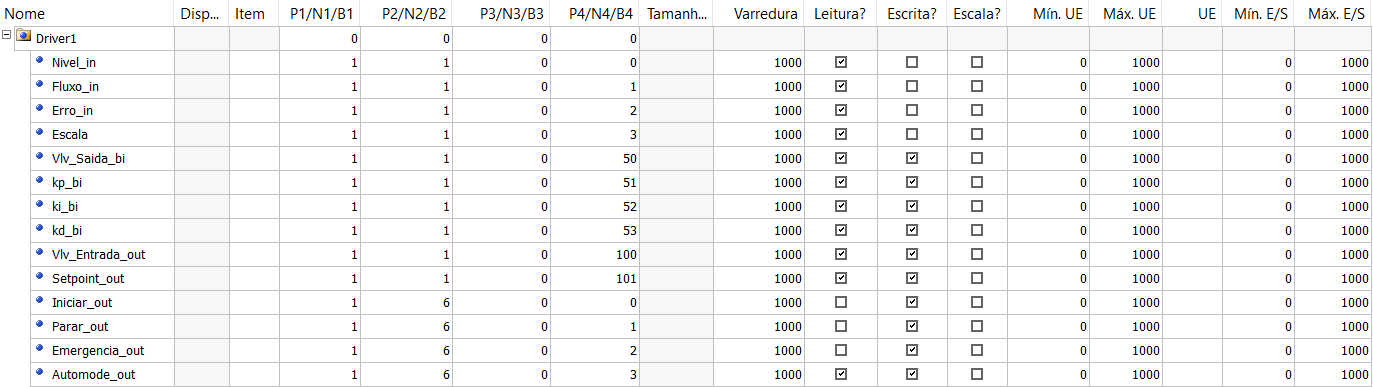 Nome Disp... Item P1/N1/B1 P2/N2/B2 P3/N3/B3 P4/N4/B4 Tamanh... Varredura Leitura? Escrita? Escala? Mín. UE Máx. UE UE Mín. E/S Máx. E/S
Driver1 0 0 0 0
Nivel_in 1 1 0 0 1000 0 1000 0 1000
Fluxo_in 1 1 0 1 1000 0 1000 0 1000
Erro_in 1 1 0 2 1000 0 1000 0 1000
Escala 1 1 0 3 1000 0 1000 0 1000
Vlv_Saida_bi 1 1 0 50 1000 0 1000 0 1000
kp_bi 1 1 0 51 1000 0 1000 0 1000
ki_bi 1 1 0 52 1000 0 1000 0 1000
kd_bi 1 1 0 53 1000 0 1000 0 1000
Vlv_Entrada_out 1 1 0 100 1000 0 1000 0 1000
Setpoint_out 1 1 0 101 1000 0 1000 0 1000
Iniciar_out 1 6 0 0 1000 0 1000 0 1000
Parar_out 1 6 0 1 1000 0 1000 0 1000
Emergencia_out 1 6 0 2 1000 0 1000 0 1000
Automode_out 1 6 0 3 1000 0 1000 0 1000